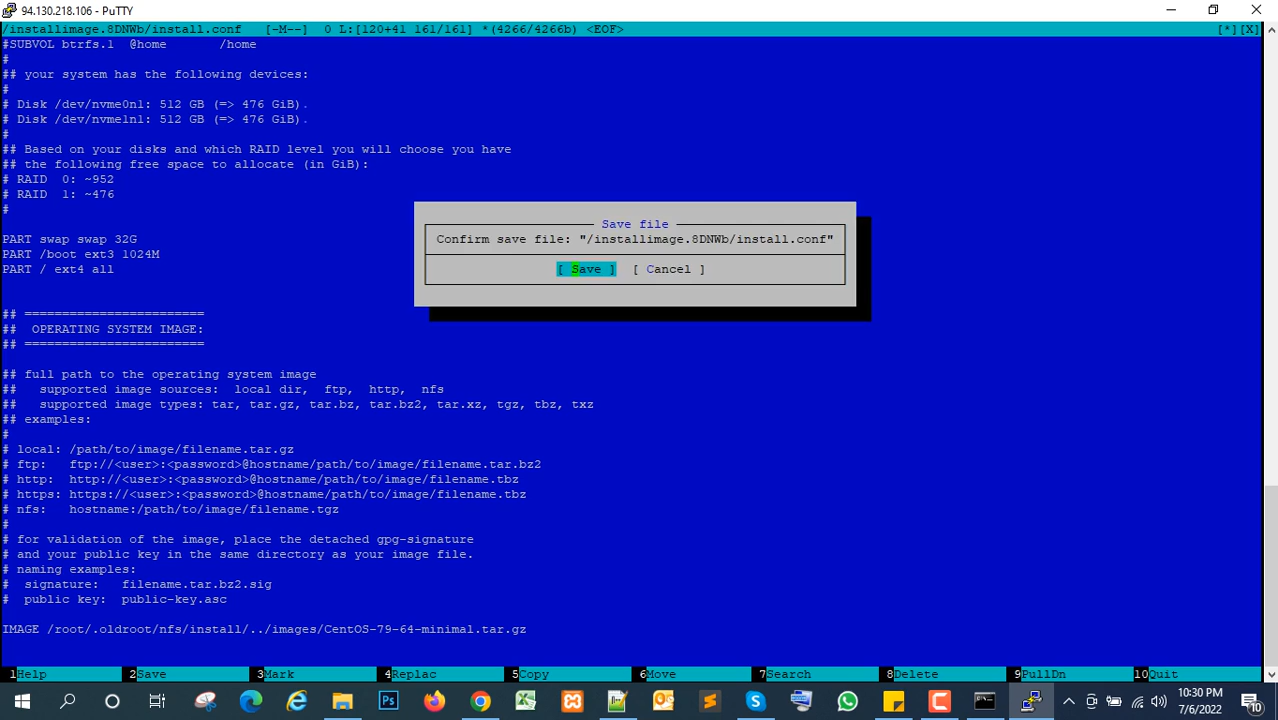 94.130.218.106 - PuTTY
/installimage.8DNWb/install.conf [-M--] 0 L:[120+41 161/161] *(4266/4266b) <EOF> [*][X]
#SUBVOL btrfs.1 @home /home
#
## your system has the following devices:
#
# Disk /dev/nvme0n1: 512 GB (=> 476 GiB).
# Disk /dev/nvme1n1: 512 GB (=> 476 GiB).
#
## Based on your disks and which RAID level you will choose you have
## the following free space to allocate (in GiB):
# RAID 0: ~952
# RAID 1: ~476
#
PART swap swap 32G
PART /boot ext3 1024M
PART / ext4 all
Save file
Confirm save file: "/installimage.8DNWb/install.conf"
[ Save ] [ Cancel ]
## ========================
## OPERATING SYSTEM IMAGE:
## ========================
## full path to the operating system image
## supported image sources: local dir, ftp, http, nfs
## supported image types: tar, tar.gz, tar.bz, tar.bz2, tar.xz, tgz, tbz, txz
## examples:
#
# local: /path/to/image/filename.tar.gz
# ftp: ftp://<user>:<password>@hostname/path/to/image/filename.tar.bz2
# http: http://<user>:<password>@hostname/path/to/image/filename.tbz
# https: https://<user>:<password>@hostname/path/to/image/filename.tbz
# nfs: hostname:/path/to/image/filename.tgz
#
# for validation of the image, place the detached gpg-signature
# and your public key in the same directory as your image file.
# naming examples:
# signature: filename.tar.bz2.sig
# public key: public-key.asc
IMAGE /root/.oldroot/nfs/install/../images/CentOS-79-64-minimal.tar.gz
1Help 2Save 3Mark 4Replac 5Copy 6Move 7Search 8Delete 9PullDn 10Quit
10:30 PM
7/6/2022
10